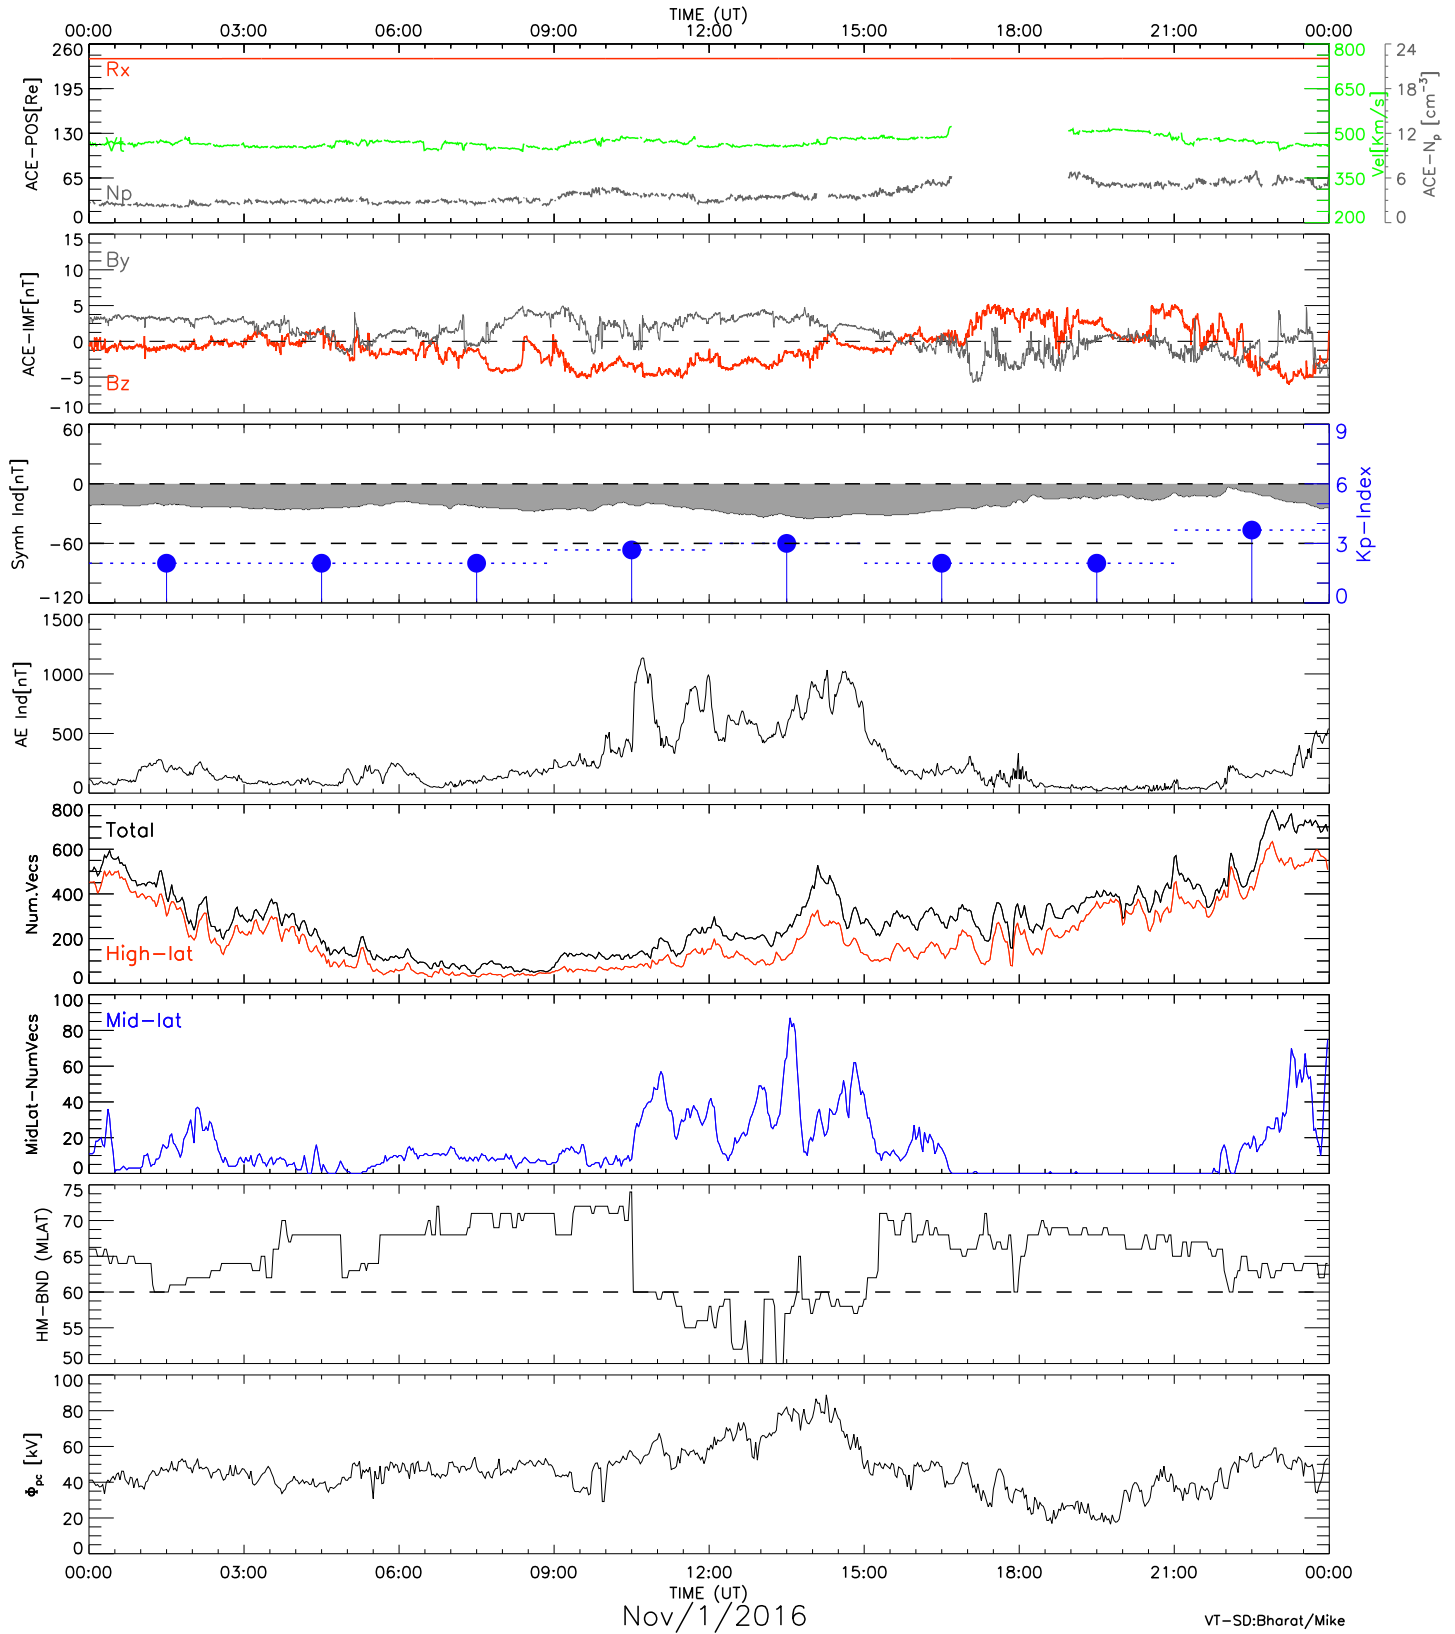 TIME (UT)
00:00 03:00 06:00 09:00 12:00 15:00 18:00 21:00 00:00
ACE-POS[Re]
260
195
130
65
0
Rx
Np
800
650
500
350
200
Vel[Km/s]
24
18
12
6
0
ACE-Np [cm-3]
ACE-IMF[nT]
15
10
5
0
-5
-10
By
Bz
Symh Ind[nT]
60
0
-60
-120
9
6
3
0
Kp-Index
AE Ind[nT]
1500
1000
500
0
Num.Vecs
800
600
400
200
0
Total
High-lat
MidLat-NumVecs
100
80
60
40
20
0
Mid-lat
HM-BND (MLAT)
75
70
65
60
55
50
Φpc [kV]
100
80
60
40
20
0
00:00 03:00 06:00 09:00 12:00 15:00 18:00 21:00 00:00
TIME (UT)
Nov/1/2016
VT-SD:Bharat/Mike